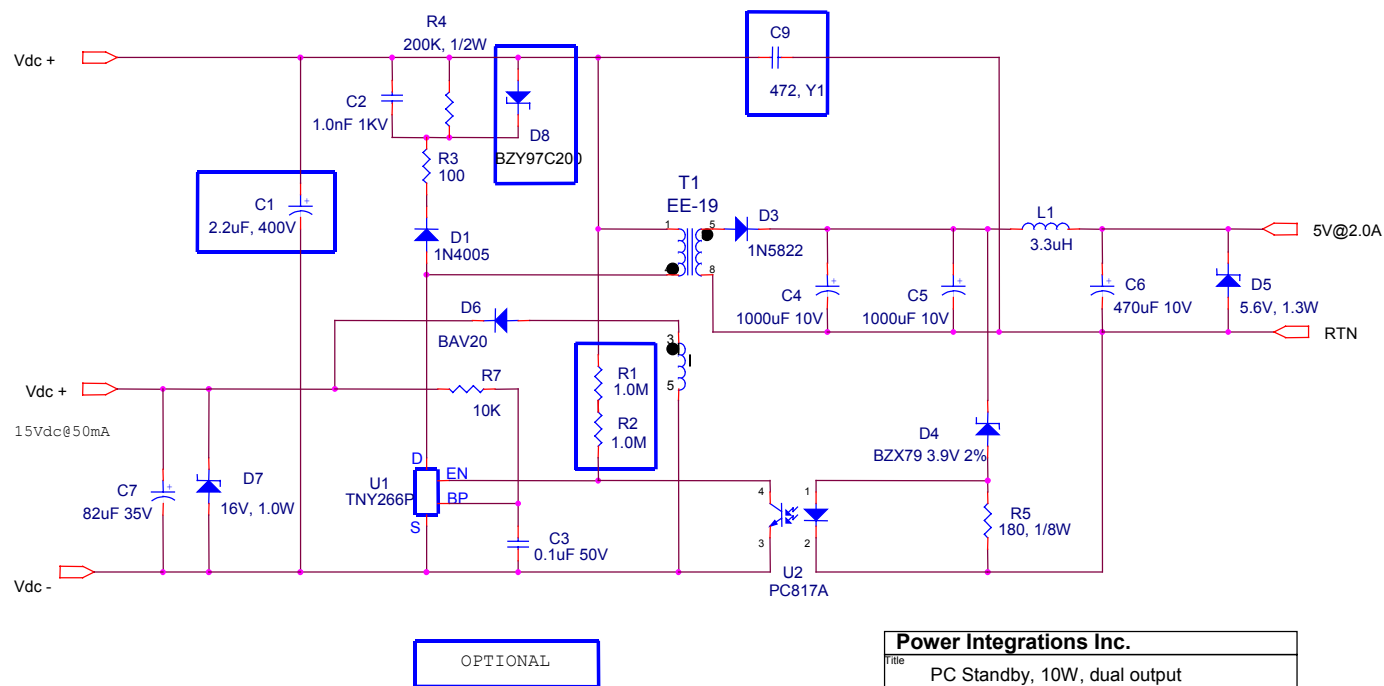 R4
200K, 1/2W
C9
472, Y1
Vdc +
C2
1.0nF 1KV
D8
BZY97C200
R3
100
C1
2.2uF, 400V
D1
1N4005
T1
EE-19
1
4
5
8
D3
1N5822
L1
3.3uH
5V@2.0A
C4
1000uF 10V
C5
1000uF 10V
C6
470uF 10V
D5
5.6V, 1.3W
RTN
D6
BAV20
3
5
Vdc +
15Vdc@50mA
R7
10K
R1
1.0M
R2
1.0M
D4
BZX79 3.9V 2%
C7
82uF 35V
D7
16V, 1.0W
U1
TNY266P
D
EN
BP
S
C3
0.1uF 50V
4
3
1
2
U2
PC817A
R5
180, 1/8W
Vdc -
OPTIONAL
Power Integrations Inc.
Title
PC Standby, 10W, dual output